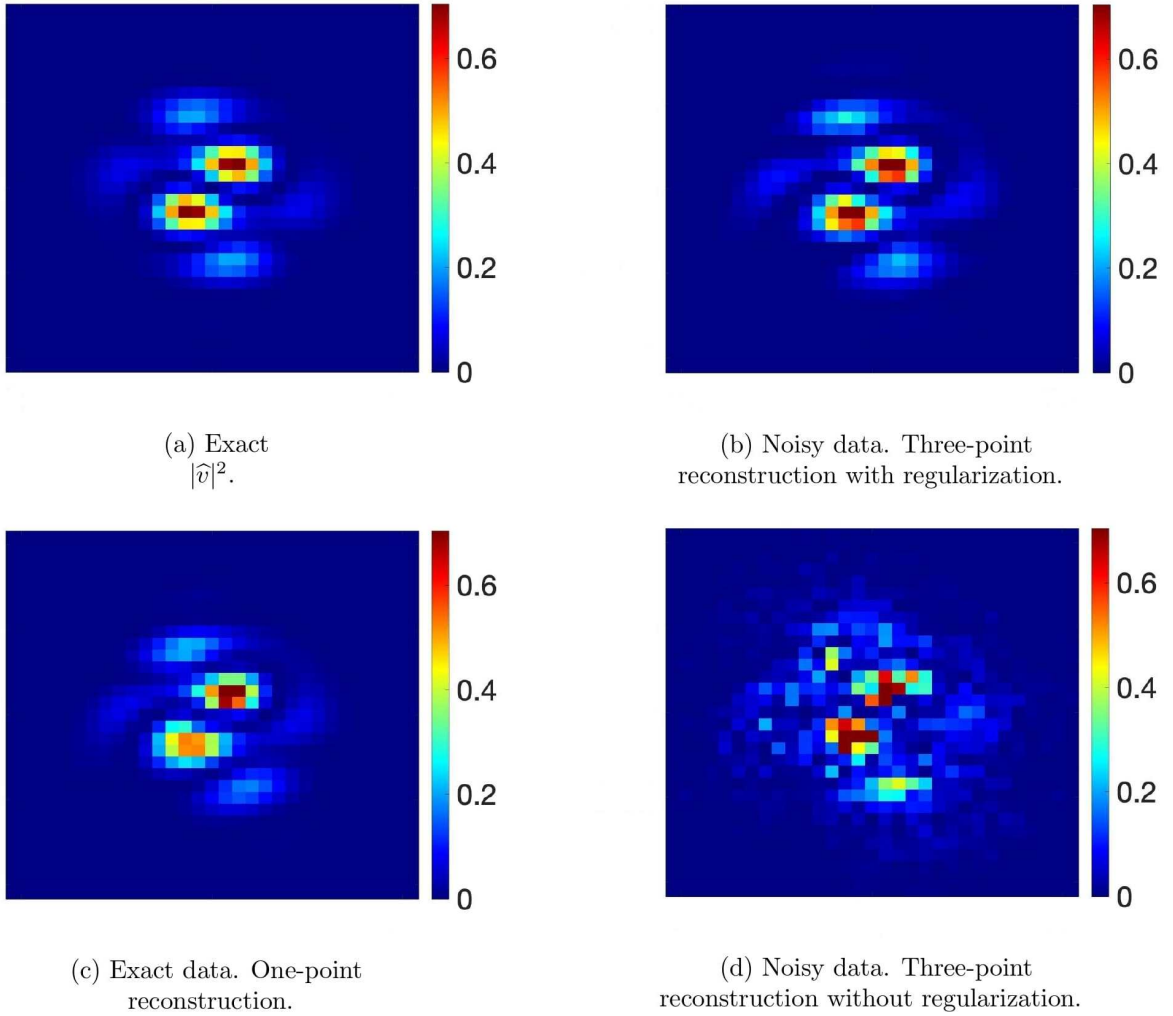 0.6
0.4
0.2
0
(a) Exact
|v̂|².
0.6
0.4
0.2
0
(b) Noisy data. Three-point
reconstruction with regularization.
0.6
0.4
0.2
0
(c) Exact data. One-point
reconstruction.
0.6
0.4
0.2
0
(d) Noisy data. Three-point
reconstruction without regularization.